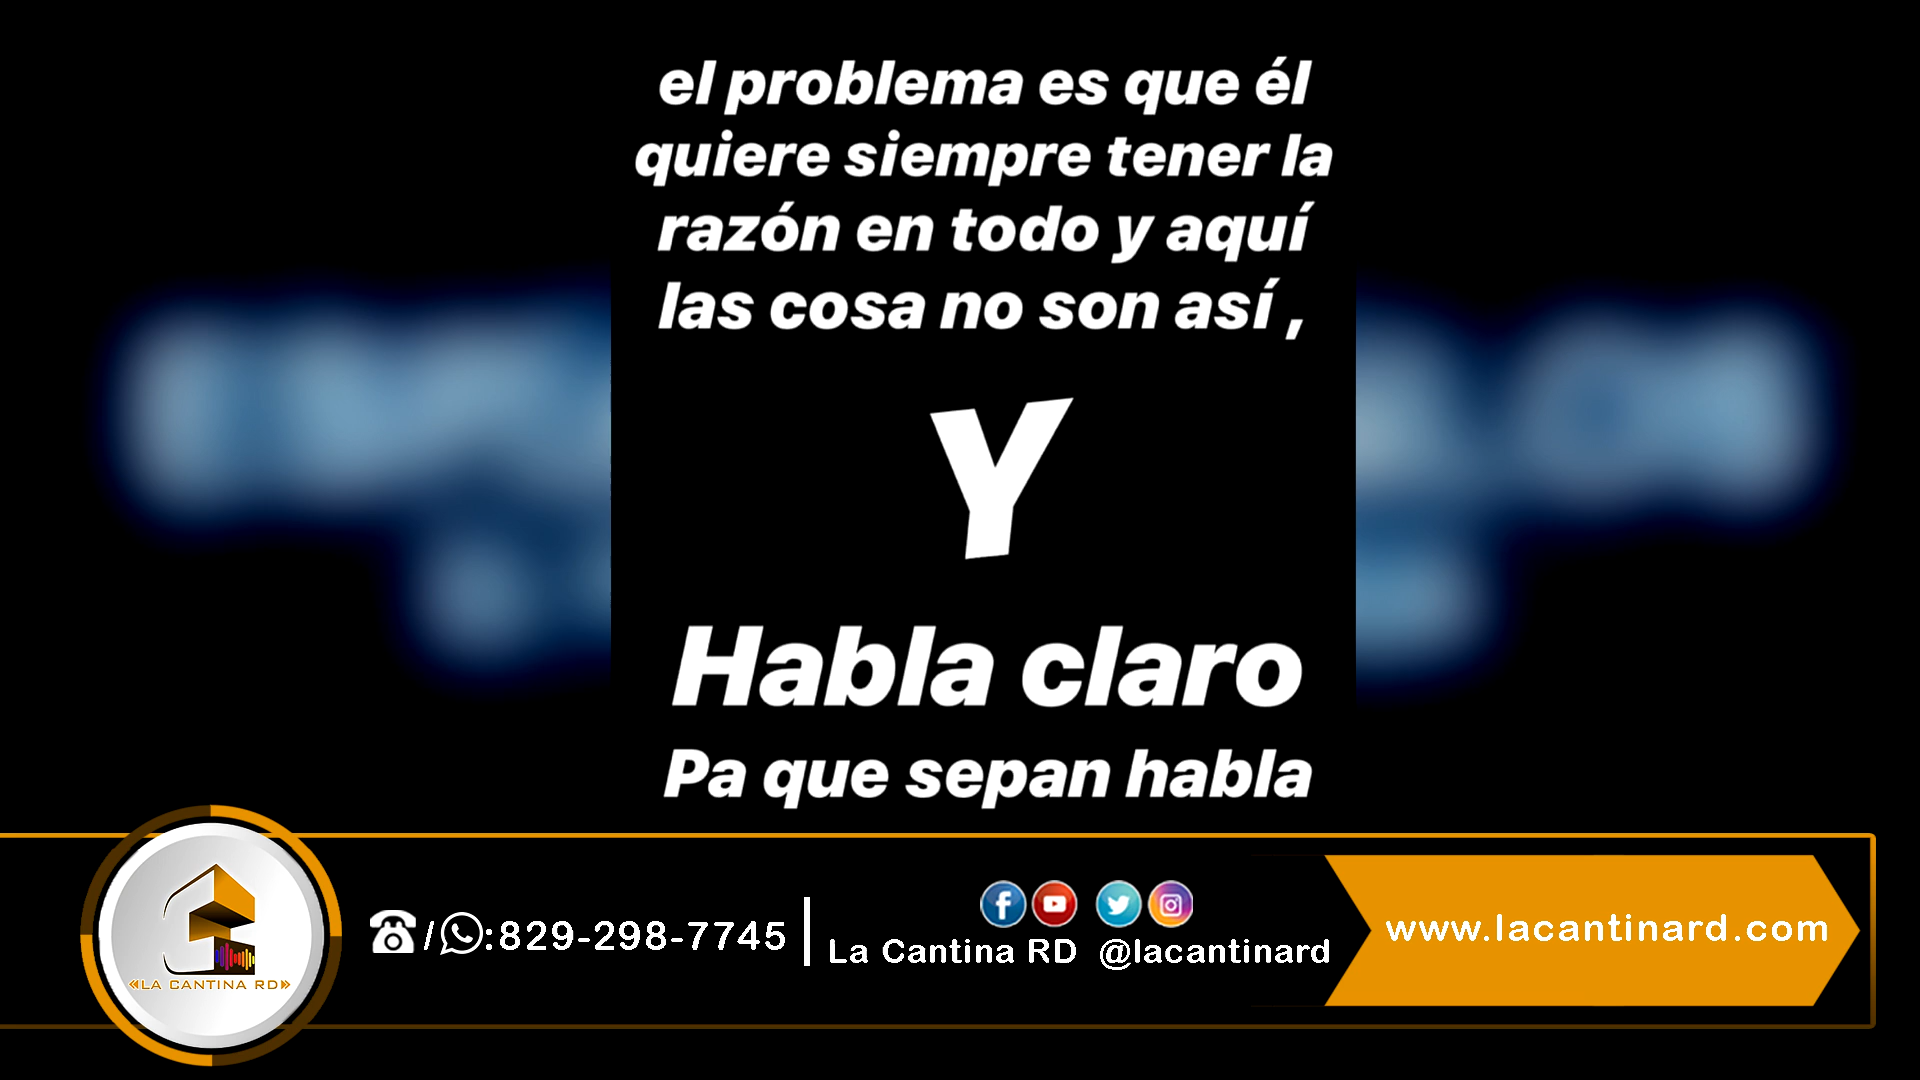 el problema es que él
quiere siempre tener la
razón en todo y aquí
las cosa no son así ,
Y
Habla claro
Pa que sepan habla
«LA CANTINA RD»
/ :829-298-7745
La Cantina RD @lacantinard
www.lacantinard.com